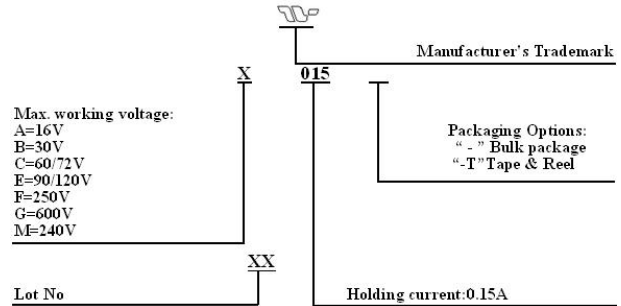 Manufacturer's Trademark
X 015
Max. working voltage:
A=16V
B=30V
C=60/72V
E=90/120V
F=250V
G=600V
M=240V
Packaging Options:
“ - ” Bulk package
“-T”Tape & Reel
XX
Lot No
Holding current:0.15A